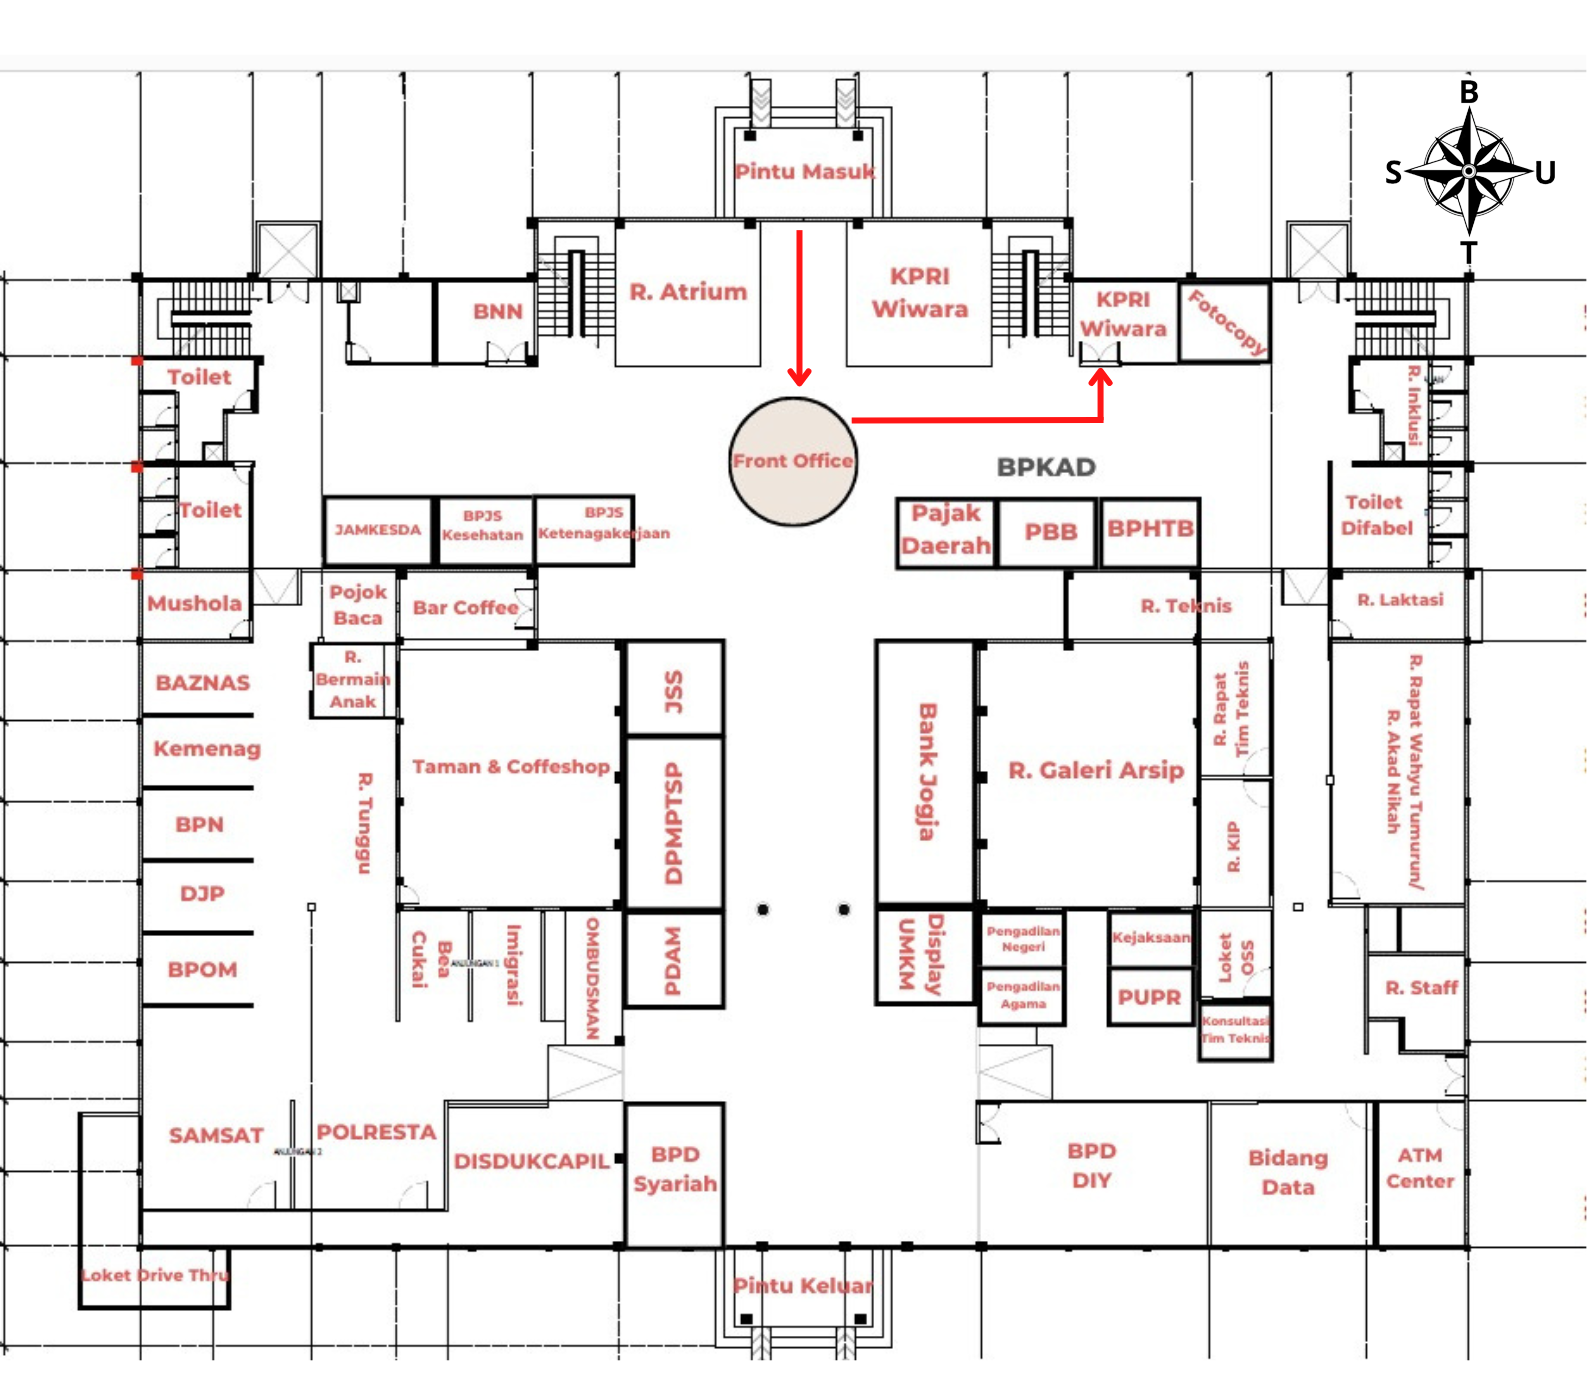 B
S
U
T
Pintu Masuk
R. Atrium
KPRI
Wiwara
BNN
KPRI
Wiwara
Fotocopy
Toilet
R. Inklusi
Front Office
BPKAD
Toilet
JAMKESDA
BPJS
Kesehatan
BPJS
Ketenagakerjaan
Pajak
Daerah
PBB
BPHTB
Toilet
Difabel
Mushola
Pojok
Baca
Bar Coffee
R. Teknis
R. Laktasi
BAZNAS
R.
Bermain
Anak
JSS
Bank Jogja
R. Rapat
Tim Teknis
R. Rapat Wahyu Tumurun/
R. Akad Nikah
Kemenag
Taman & Coffeshop
R. Galeri Arsip
R. Tunggu
BPN
DPMPTSP
R. KIP
DJP
BPOM
Bea
Cukai
ANJUNGAN 1
Imigrasi
OMBUDSMAN
PDAM
Display
UMKM
Pengadilan
Negeri
Kejaksaan
Loket
OSS
Pengadilan
Agama
PUPR
R. Staff
Konsultasi
Tim Teknis
SAMSAT
ANJUNGAN 2
POLRESTA
DISDUKCAPIL
BPD
Syariah
BPD
DIY
Bidang
Data
ATM
Center
Loket Drive Thru
Pintu Keluar